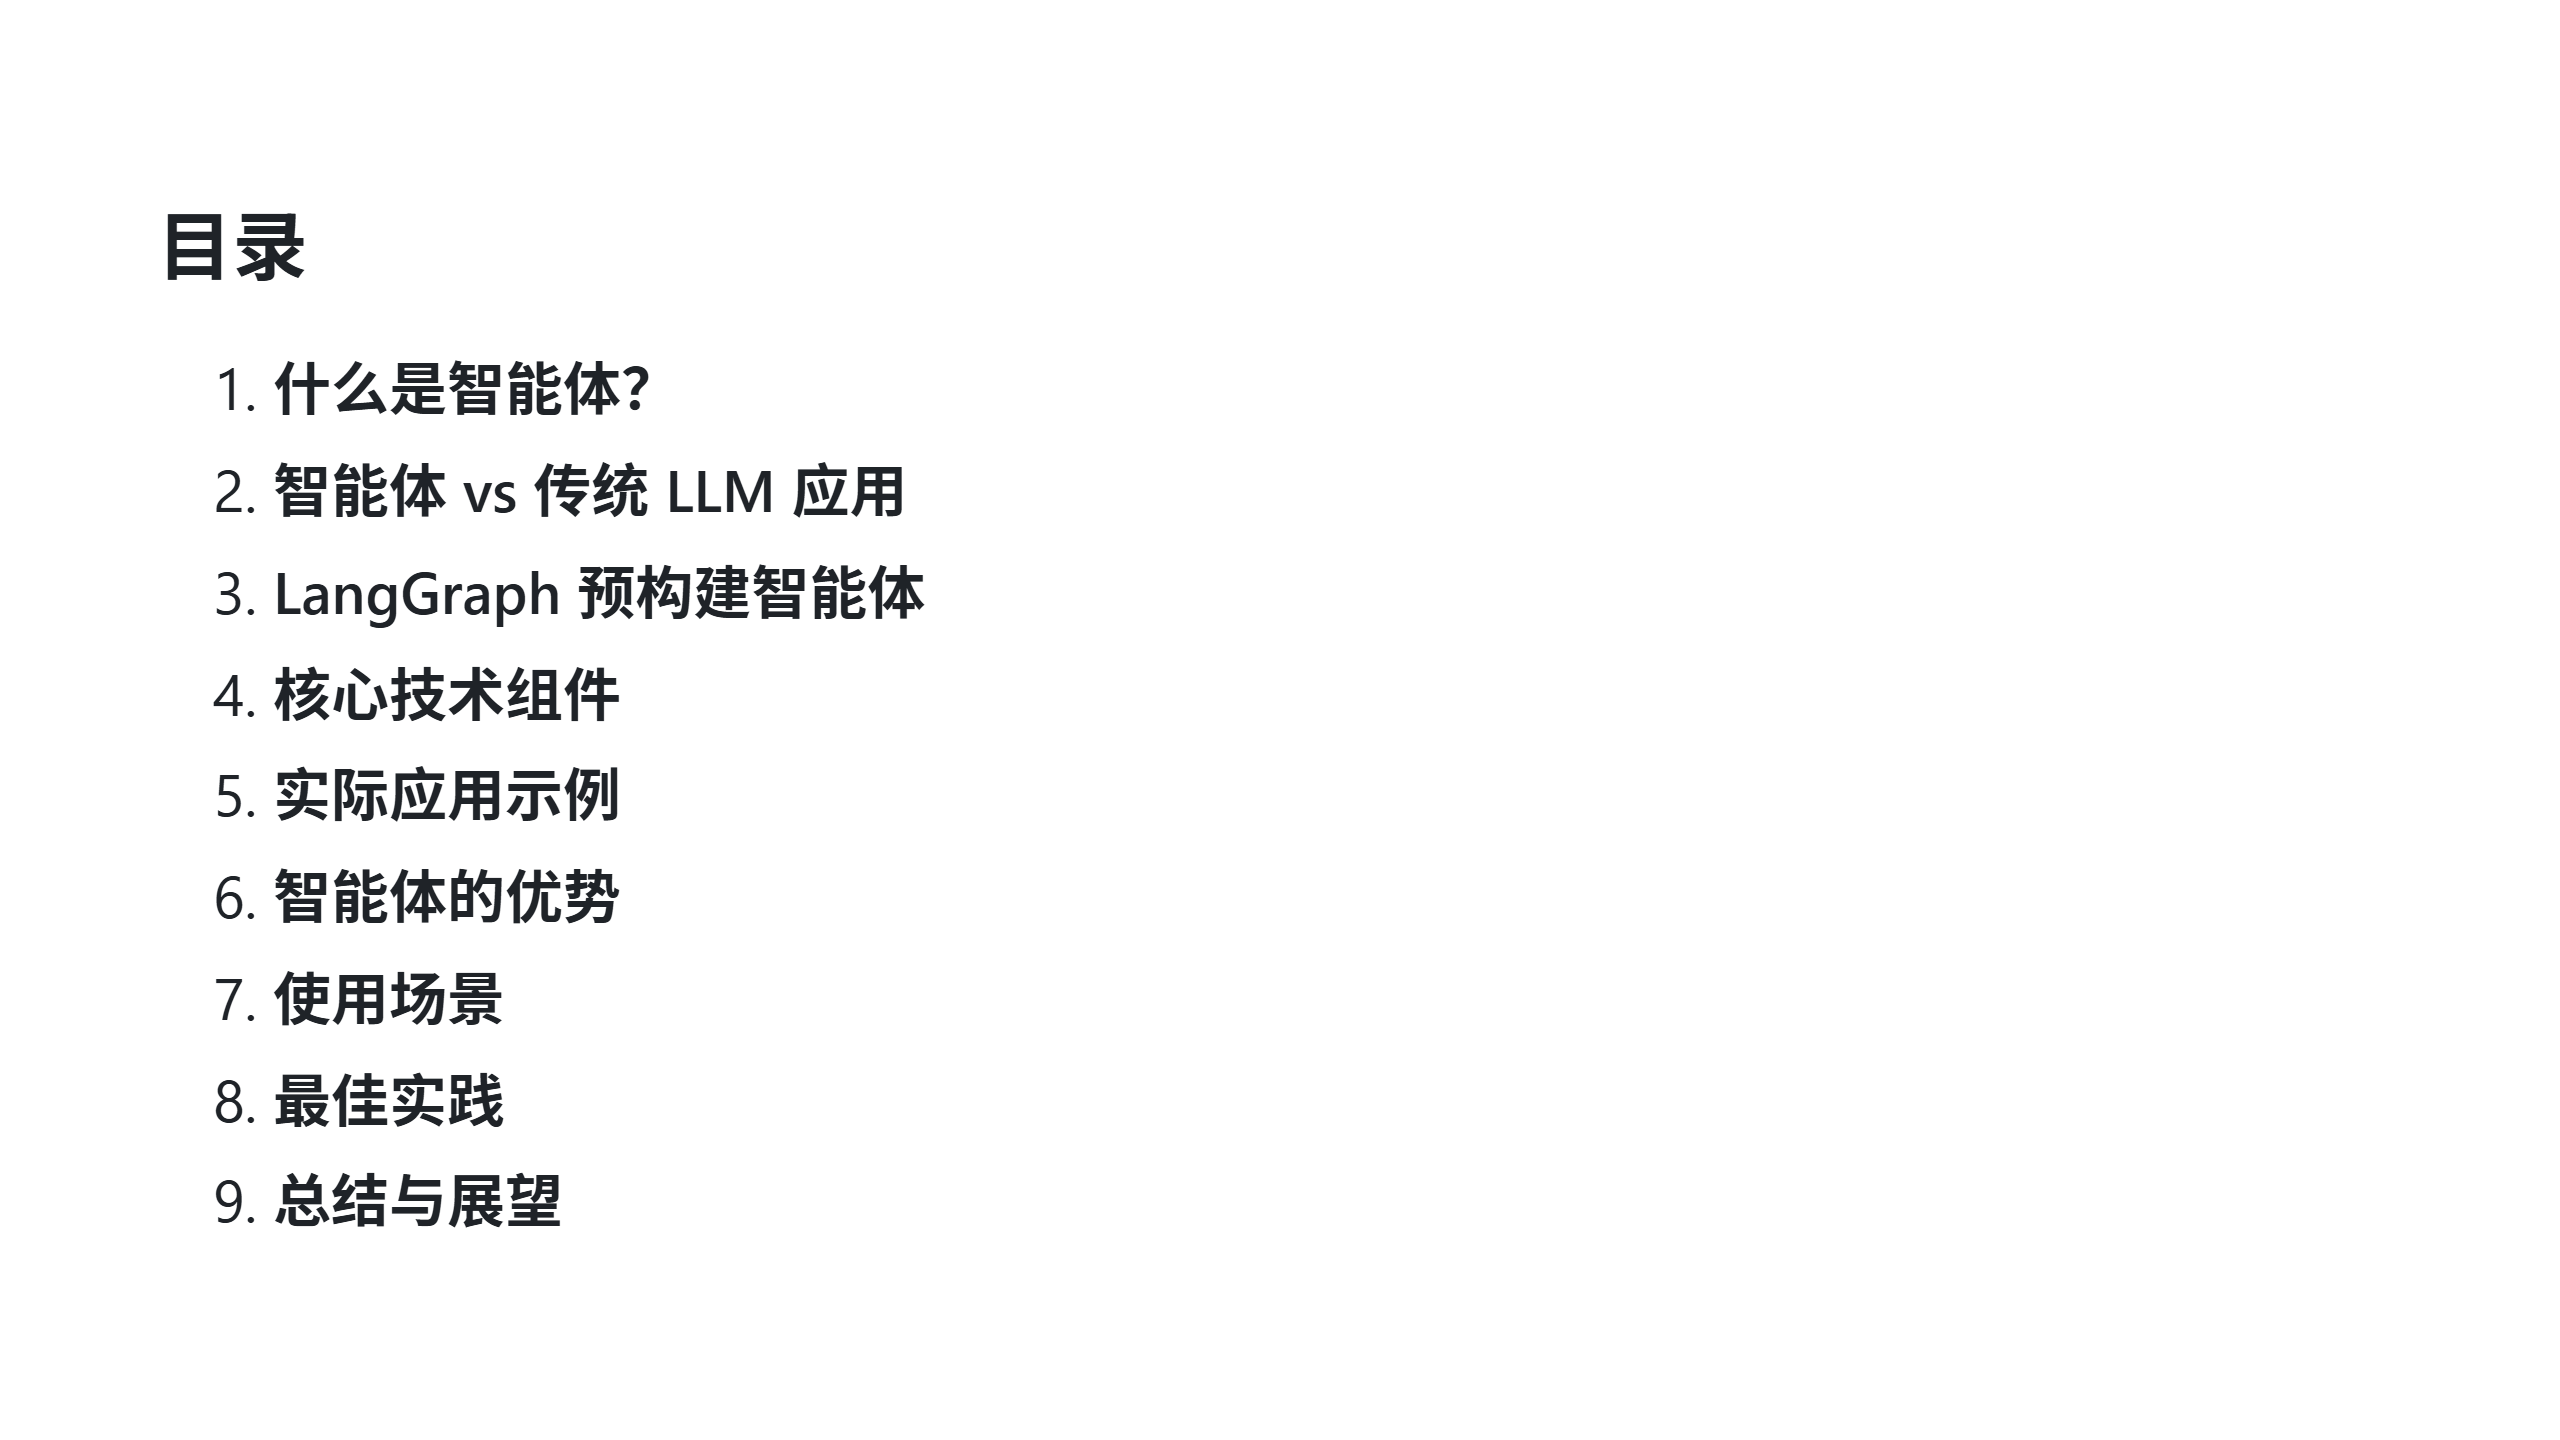 目录
1. 什么是智能体?
2. 智能体 vs 传统 LLM 应用
3. LangGraph 预构建智能体
4. 核心技术组件
5. 实际应用示例
6. 智能体的优势
7. 使用场景
8. 最佳实践
9. 总结与展望